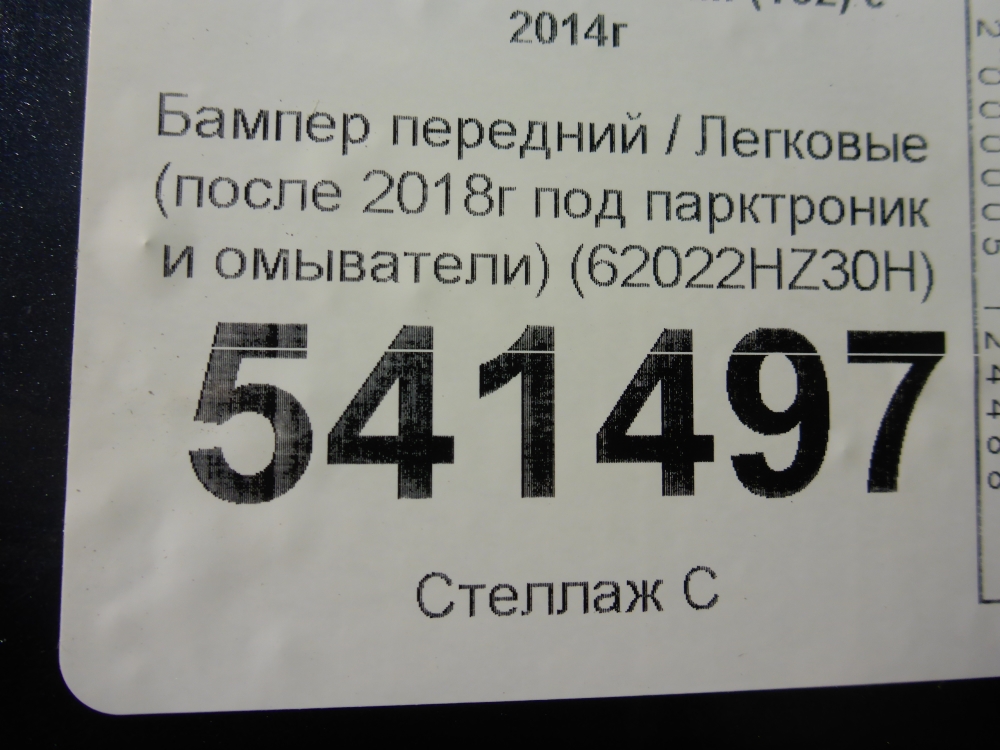 2014г
Бампер передний / Легковые
(после 2018г под парктроник
и омыватели) (62022HZ30H)
541497
Стеллаж С